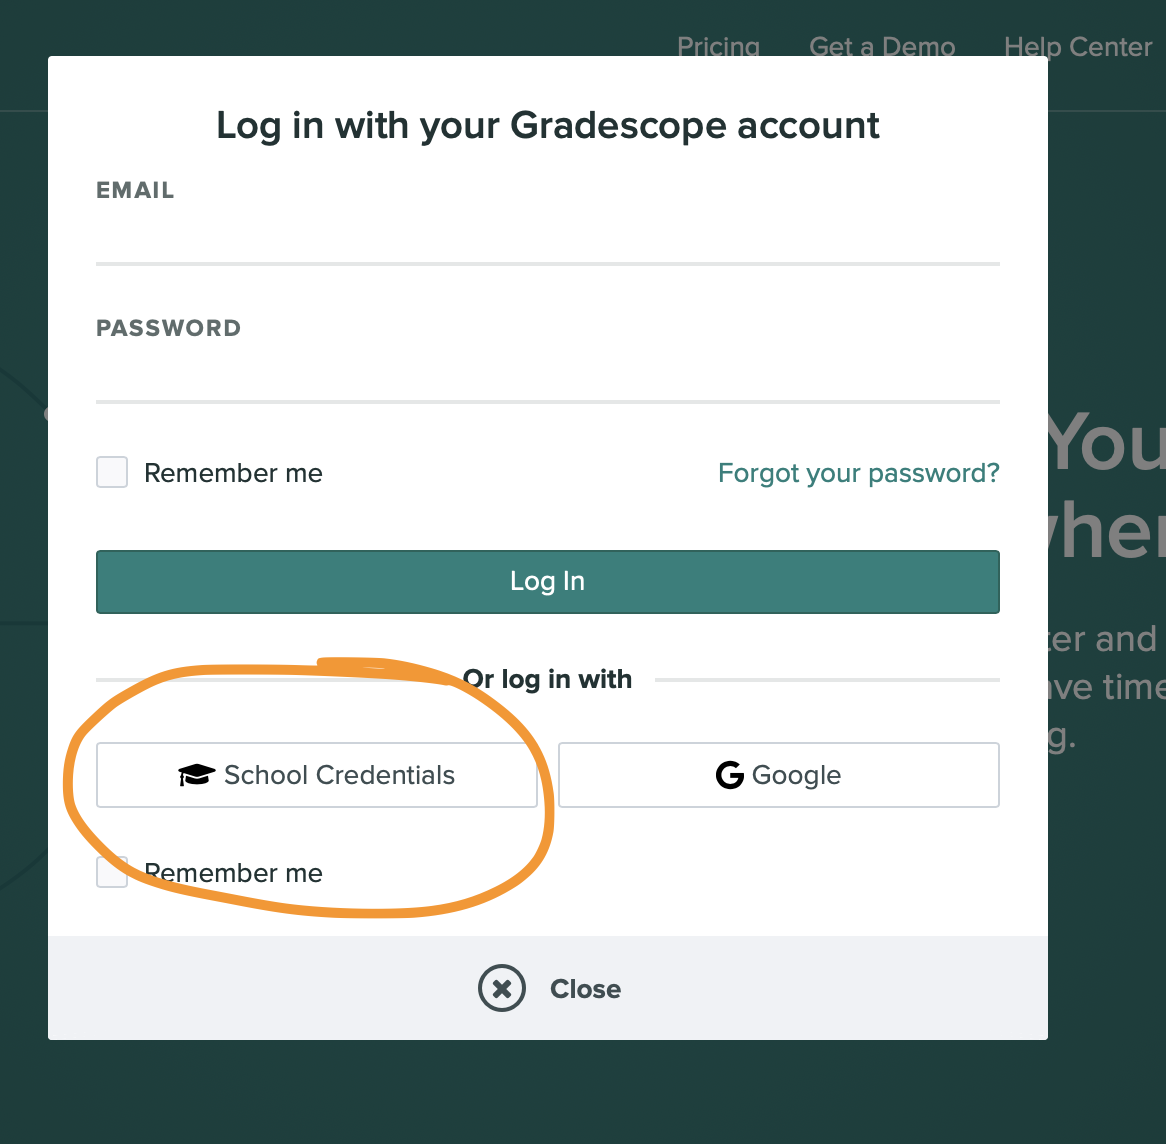 Pricing Get a Demo Help Center
Log in with your Gradescope account
EMAIL
PASSWORD
Remember me Forgot your password?
Log In
Or log in with
School Credentials Google
Remember me
Close
You
ter and
ave time
g.